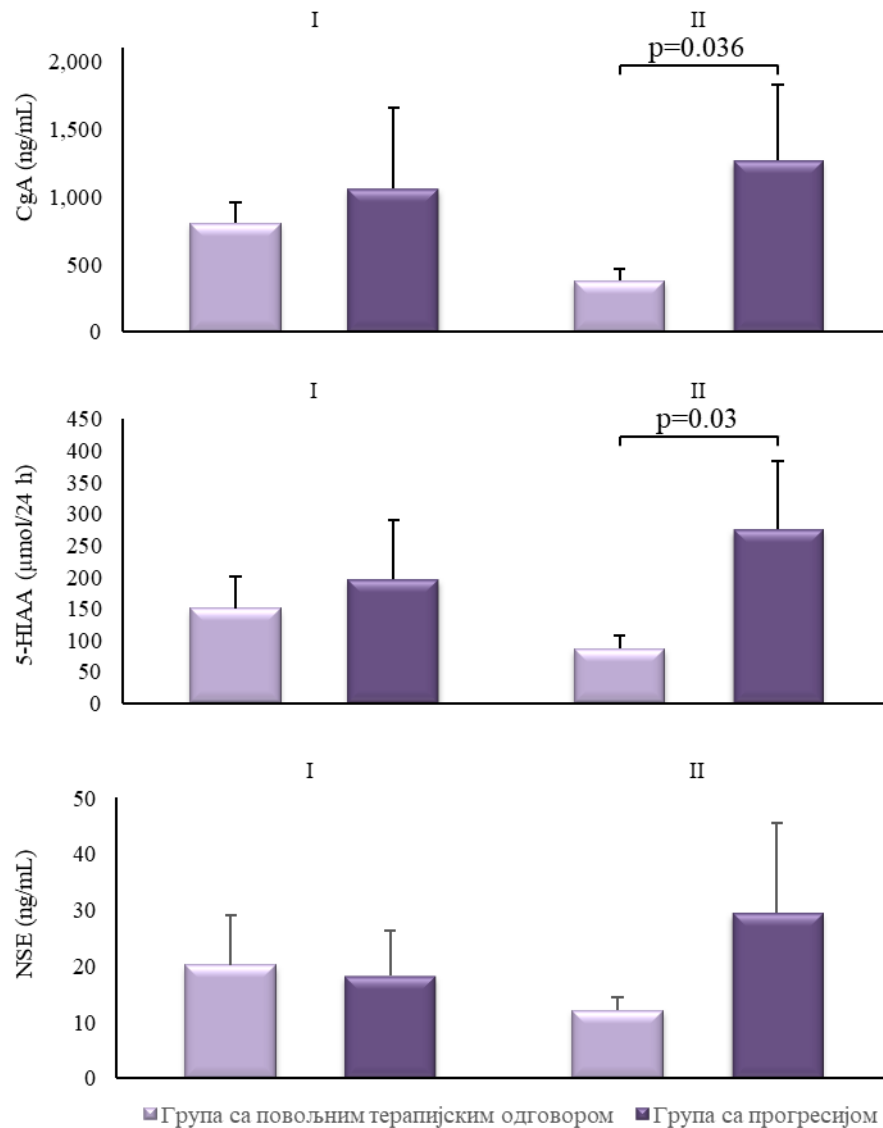 I II
p=0.036
CgA (ng/mL)
2,000
1,500
1,000
500
0
I II
p=0.03
5-HIAA (µmol/24 h)
450
400
350
300
250
200
150
100
50
0
I II
NSE (ng/mL)
50
40
30
20
10
0
Група са повољним терапијским одговором Група са прогресијом